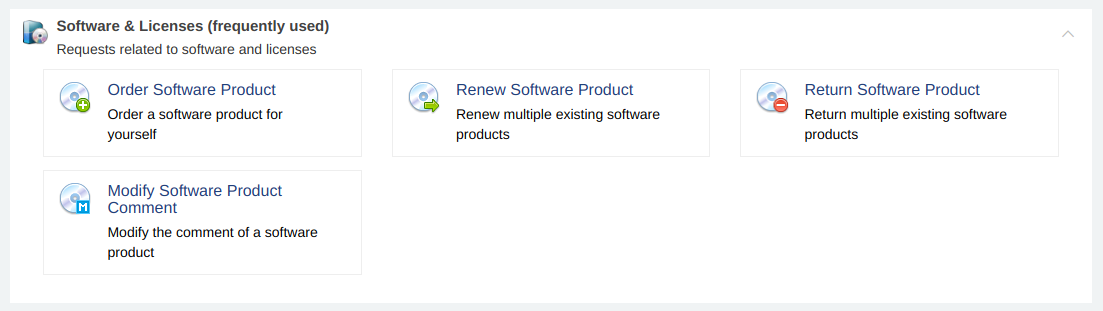 Software & Licenses (frequently used)
Requests related to software and licenses
Order Software Product
Order a software product for
yourself
Renew Software Product
Renew multiple existing software
products
Return Software Product
Return multiple existing software
products
Modify Software Product
Comment
Modify the comment of a software
product
M